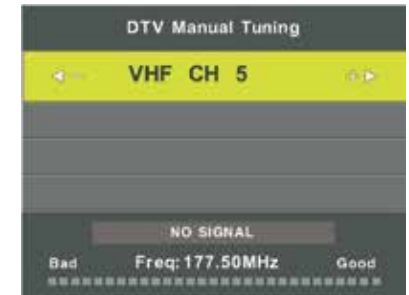 DTV Manual Tuning
VHF CH 5
NO SIGNAL
Bad Freq:177.50MHz Good